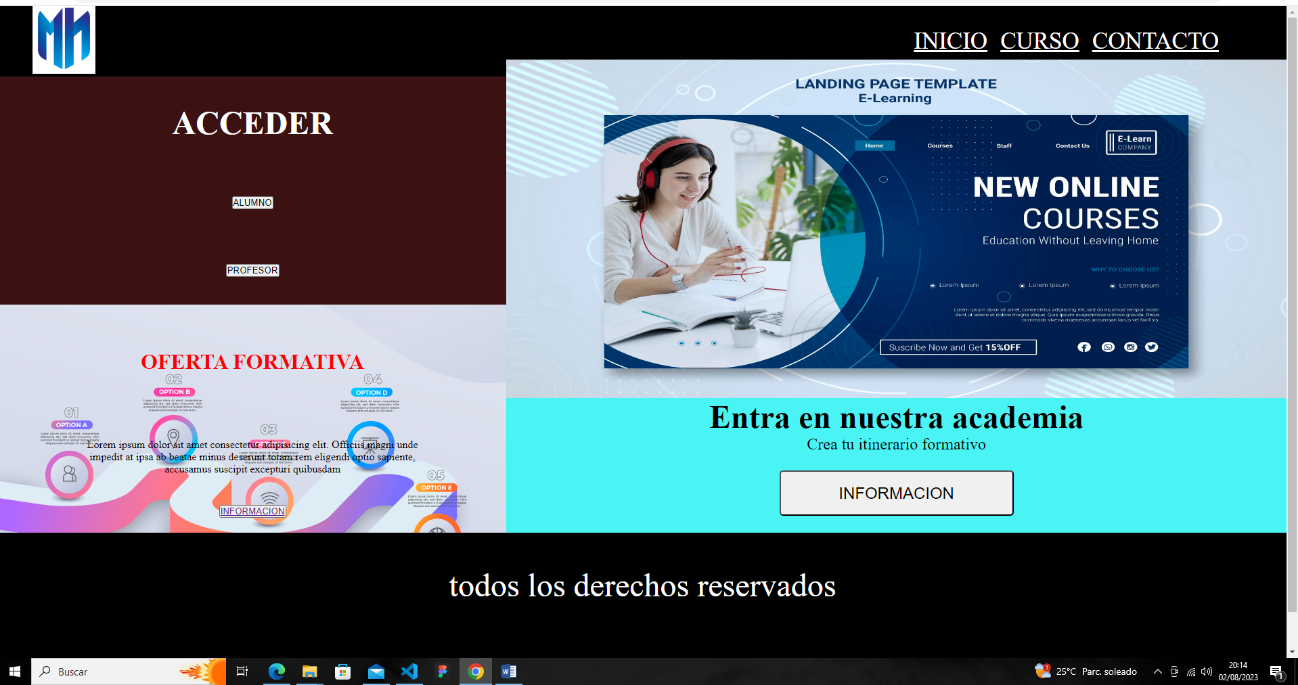 INICIO CURSO CONTACTO
ACCEDER
ALUMNO
PROFESOR
OFERTA FORMATIVA
02
OPTION B
04
OPTION D
01
OPTION A
03
Lorem ipsum dolor sit amet consectetur adipisicing elit. Officiis magni unde
impedit at ipsa ab beatae minus deserunt totam rem eligendi optio sapiente,
accusamus suscipit excepturi quibusdam
05
OPTION E
INFORMACION
LANDING PAGE TEMPLATE
E-Learning
Home Courses Staff Contact Us
E-Learn
COMPANY
NEW ONLINE
COURSES
Education Without Leaving Home
WHY TO CHOOSE US?
Lorem Ipsum Lorem Ipsum Lorem Ipsum
Suscribe Now and Get 15%OFF
Entra en nuestra academia
Crea tu itinerario formativo
INFORMACION
todos los derechos reservados
Buscar
25°C Parc. soleado
20:14
02/08/2023